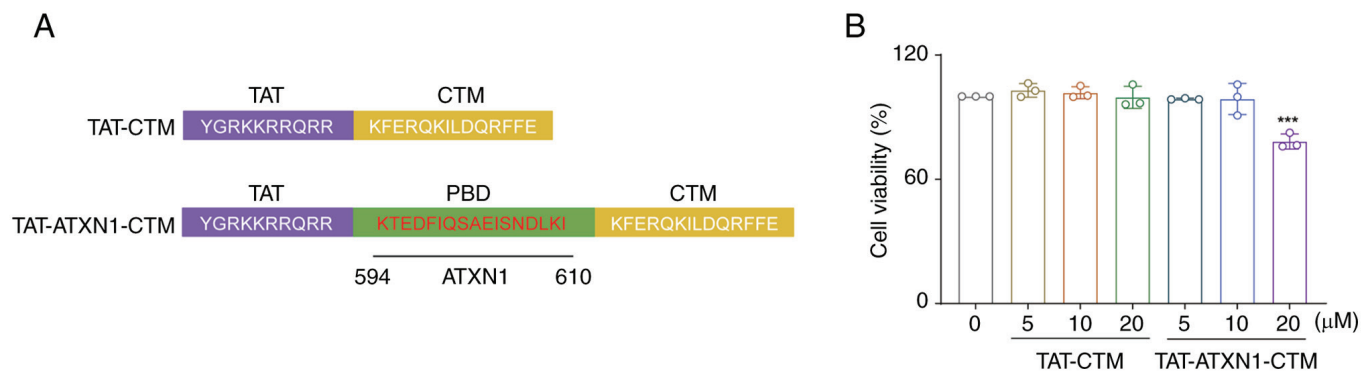 A
TAT CTM
TAT-CTM YGRKKRRQRR KFERQKILDQRFFE
TAT PBD CTM
TAT-ATXN1-CTM YGRKKRRQRR KTEDFIQSAEISNDLKI KFERQKILDQRFFE
594 ATXN1 610
B
Cell viability (%)
120
60
0
***
0 5 10 20 5 10 20 (μM)
TAT-CTM TAT-ATXN1-CTM